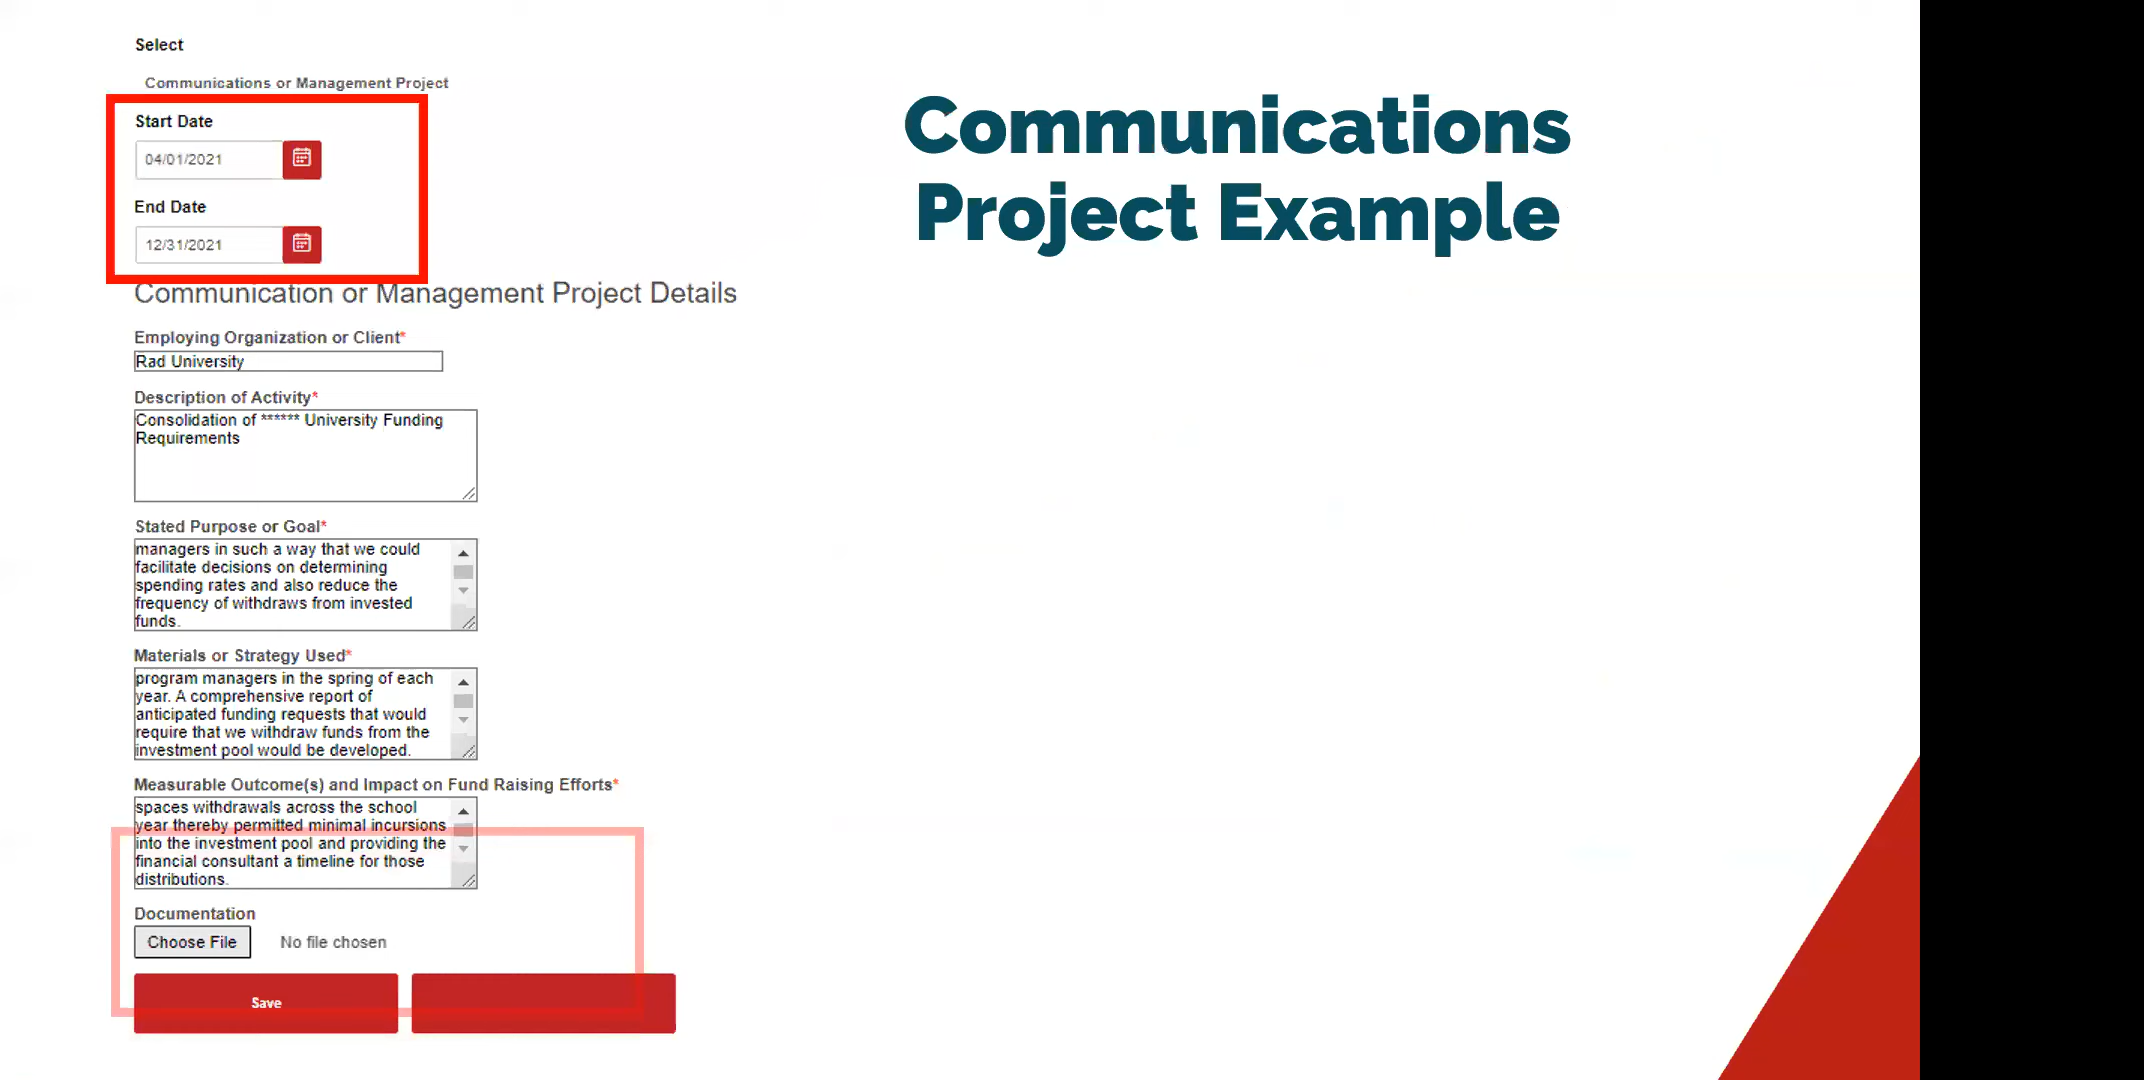 Select
Communications or Management Project
Start Date
04/01/2021
End Date
12/31/2021
Communication or Management Project Details
Employing Organization or Client*
Rad University
Description of Activity*
Consolidation of ****** University Funding
Requirements
Stated Purpose or Goal*
managers in such a way that we could
facilitate decisions on determining
spending rates and also reduce the
frequency of withdraws from invested
funds.
Materials or Strategy Used*
program managers in the spring of each
year. A comprehensive report of
anticipated funding requests that would
require that we withdraw funds from the
investment pool would be developed.
Measurable Outcome(s) and Impact on Fund Raising Efforts*
spaces withdrawals across the school
year thereby permitted minimal incursions
into the investment pool and providing the
financial consultant a timeline for those
distributions.
Documentation
Choose File No file chosen
Save
Communications
Project Example